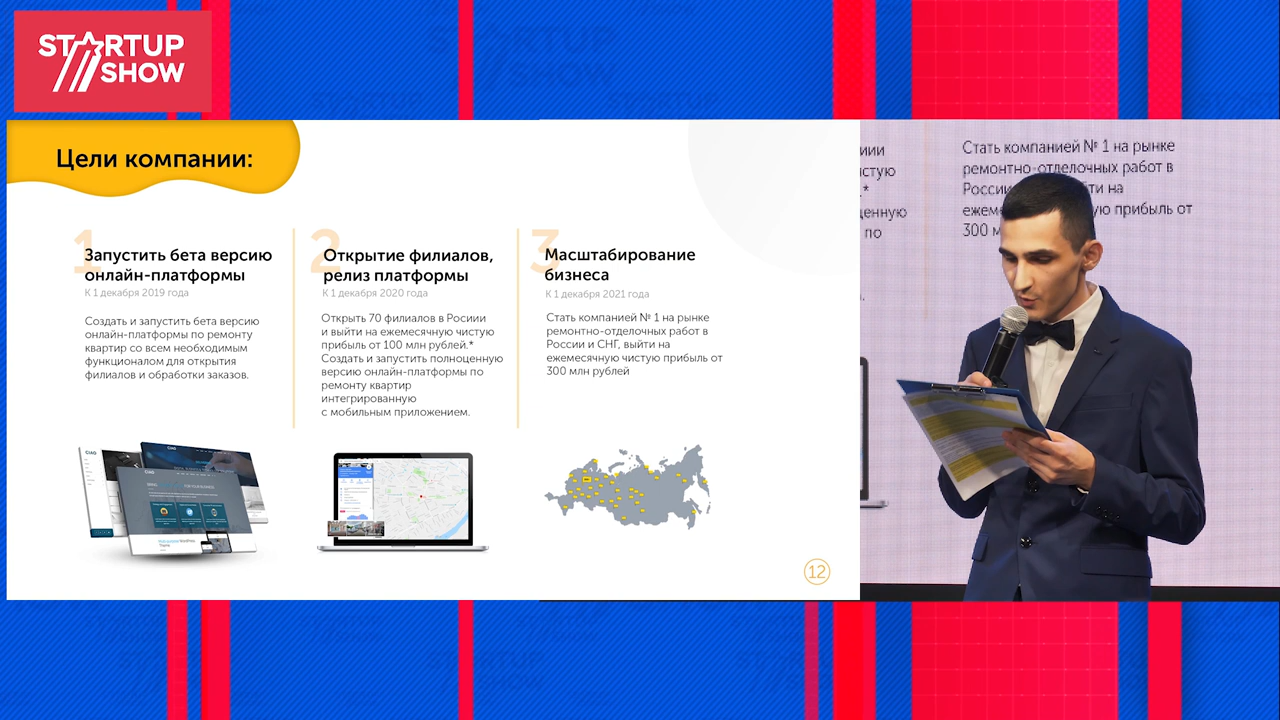 STARTUP
SHOW
Цели компании:
1
Запустить бета версию
онлайн-платформы
К 1 декабря 2019 года
Создать и запустить бета версию
онлайн-платформы по ремонту
квартир со всем необходимым
функционалом для открытия
филиалов и обработки заказов.
2
Открытие филиалов,
релиз платформы
К 1 декабря 2020 года
Открыть 70 филиалов в Росиии
и выйти на ежемесячную чистую
прибыль от 100 млн рублей.*
Создать и запустить полноценную
версию онлайн-платформы по
ремонту квартир
интегрированную
с мобильным приложением.
3
Масштабирование
бизнеса
К 1 декабря 2021 года
Стать компанией № 1 на рынке
ремонтно-отделочных работ в
России и СНГ, выйти на
ежемесячную чистую прибыль от
300 млн рублей
12
Стать компанией № 1 на рынке
ремонтно-отделочных работ в
России
прибыль от
300